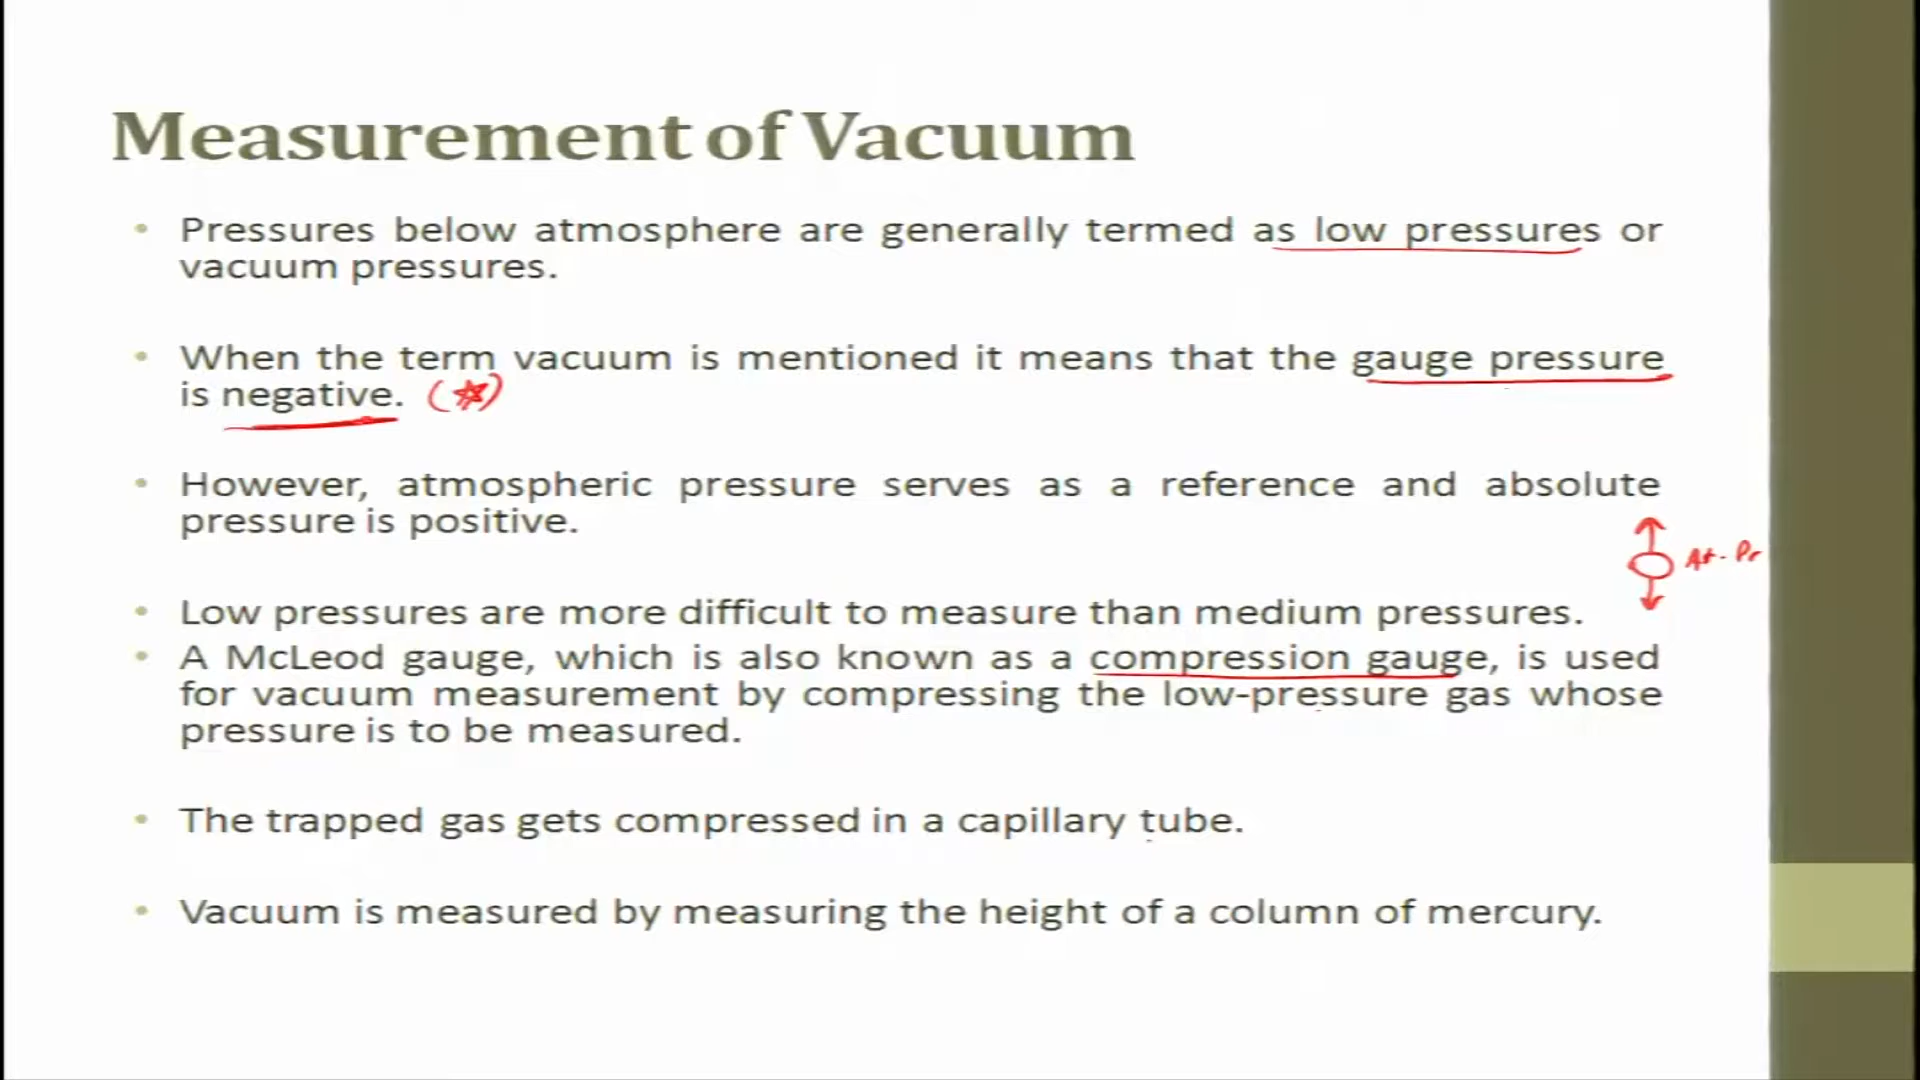 Measurement of Vacuum
• Pressures below atmosphere are generally termed as low pressures or
vacuum pressures.
• When the term vacuum is mentioned it means that the gauge pressure
is negative. (☆)
• However, atmospheric pressure serves as a reference and absolute
pressure is positive.
At. Pr
• Low pressures are more difficult to measure than medium pressures.
• A McLeod gauge, which is also known as a compression gauge, is used
for vacuum measurement by compressing the low-pressure gas whose
pressure is to be measured.
• The trapped gas gets compressed in a capillary tube.
• Vacuum is measured by measuring the height of a column of mercury.